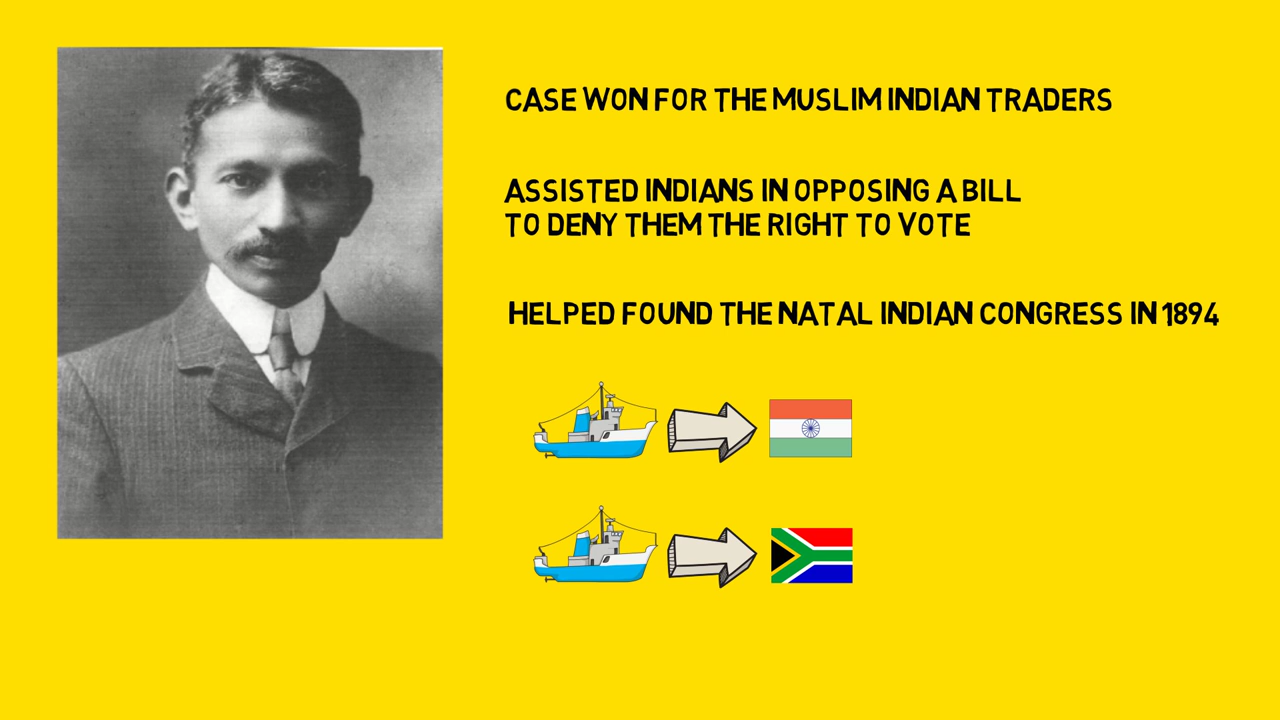 CASE WON FOR THE MUSLIM INDIAN TRADERS
ASSISTED INDIANS IN OPPOSING A BILL
TO DENY THEM THE RIGHT TO VOTE
HELPED FOUND THE NATAL INDIAN CONGRESS IN 1894